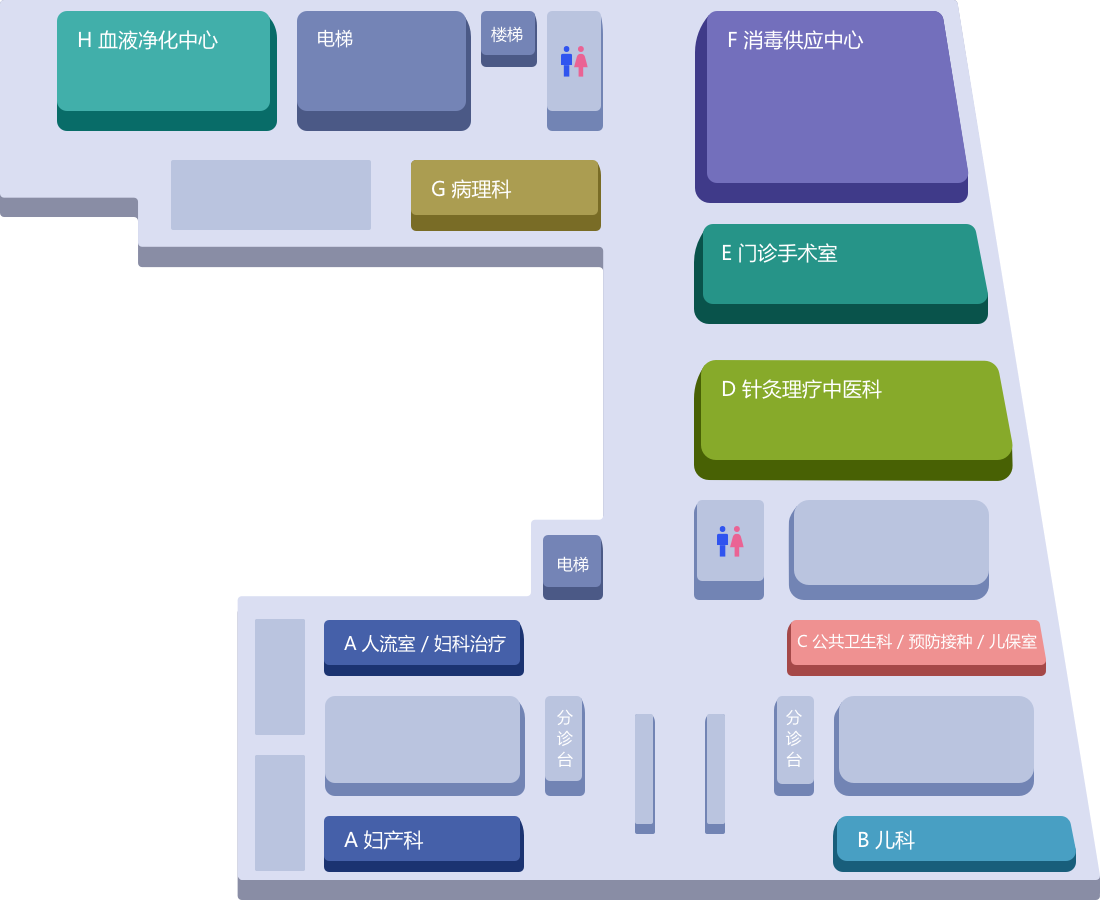 H 血液净化中心
电梯
楼梯
F 消毒供应中心
G 病理科
E 门诊手术室
D 针灸理疗中医科
电梯
A 人流室 / 妇科治疗
C 公共卫生科 / 预防接种 / 儿保室
分
诊
台
分
诊
台
A 妇产科
B 儿科